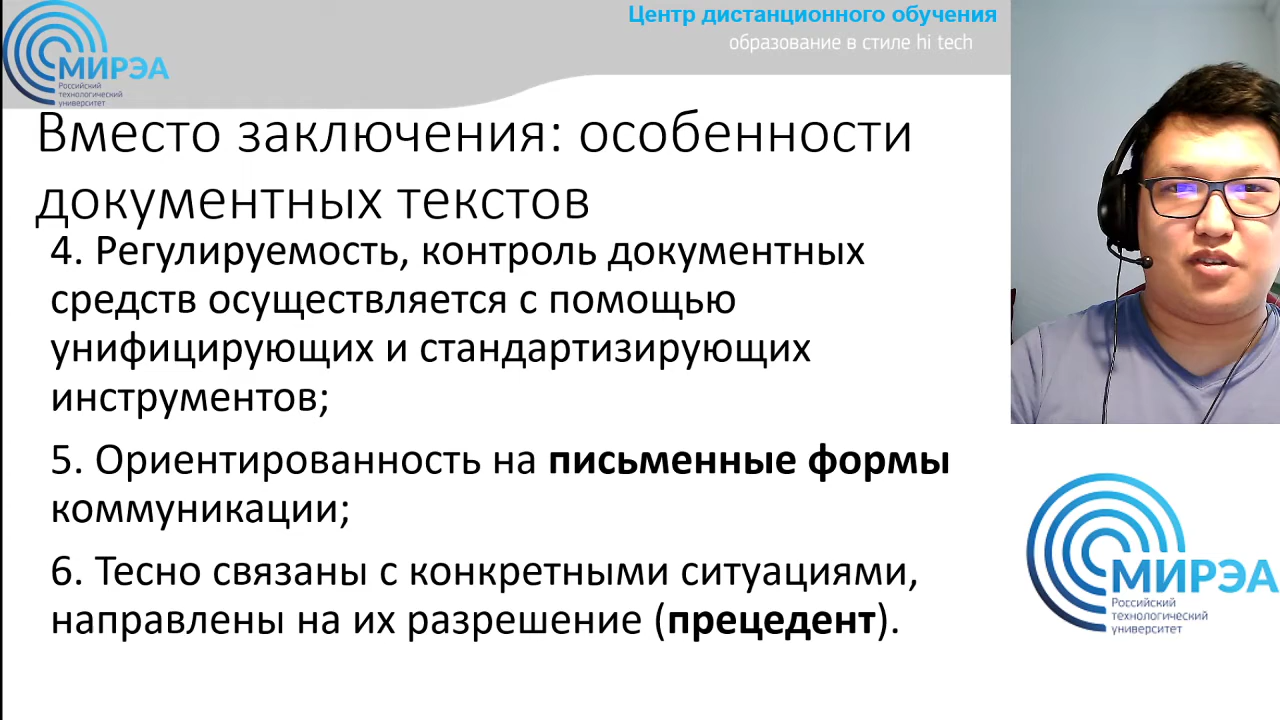 МИРЭА
Российский
технологический
университет
Центр дистанционного обучения
образование в стиле hi tech
Вместо заключения: особенности
документных текстов
4. Регулируемость, контроль документных
средств осуществляется с помощью
унифицирующих и стандартизирующих
инструментов;
5. Ориентированность на письменные формы
коммуникации;
6. Тесно связаны с конкретными ситуациями,
направлены на их разрешение (прецедент).
МИРЭА
Российский
технологический
университет